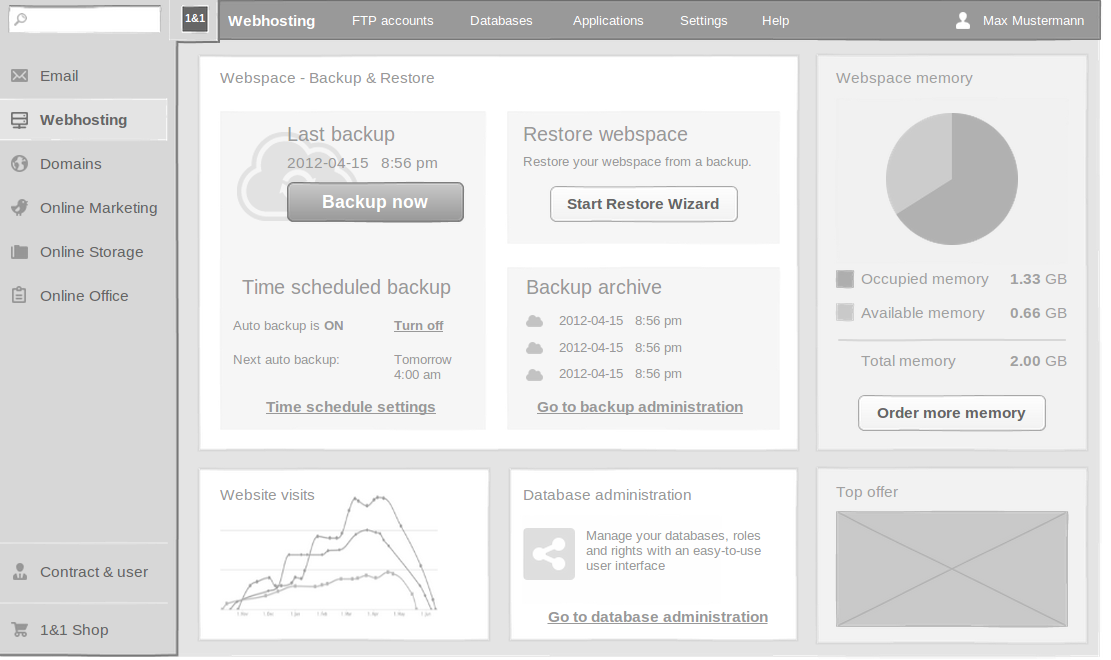 1&1
Webhosting
FTP accounts
Databases
Applications
Settings
Help
Max Mustermann
Email
Webhosting
Domains
Online Marketing
Online Storage
Online Office
Contract & user
1&1 Shop
Webspace - Backup & Restore
Last backup
2012-04-15 8:56 pm
Backup now
Time scheduled backup
Auto backup is ON Turn off
Next auto backup: Tomorrow
4:00 am
Time schedule settings
Restore webspace
Restore your webspace from a backup.
Start Restore Wizard
Backup archive
2012-04-15 8:56 pm
2012-04-15 8:56 pm
2012-04-15 8:56 pm
Go to backup administration
Webspace memory
Occupied memory 1.33 GB
Available memory 0.66 GB
Total memory 2.00 GB
Order more memory
Website visits
Database administration
Manage your databases, roles
and rights with an easy-to-use
user interface
Go to database administration
Top offer